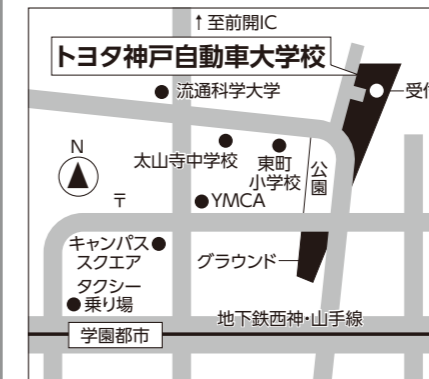 ↑至前開IC
トヨタ神戸自動車大学校
流通科学大学
受付
N
太山寺中学校
東町
小学校
公園
〒
YMCA
キャンパス
スクエア
グラウンド
タクシー
乗り場
地下鉄西神・山手線
学園都市